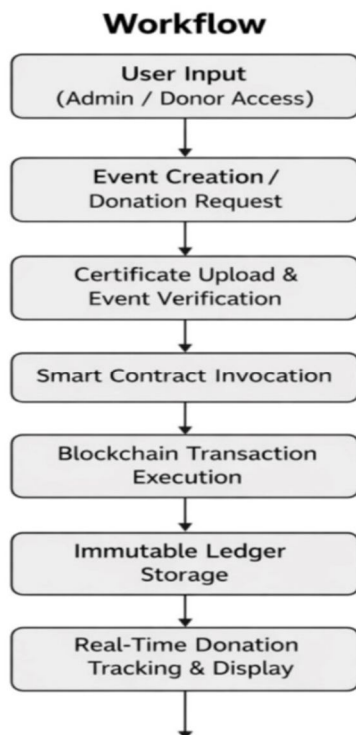 Workflow
User Input
(Admin / Donor Access)
Event Creation /
Donation Request
Certificate Upload &
Event Verification
Smart Contract Invocation
Blockchain Transaction
Execution
Immutable Ledger
Storage
Real-Time Donation
Tracking & Display